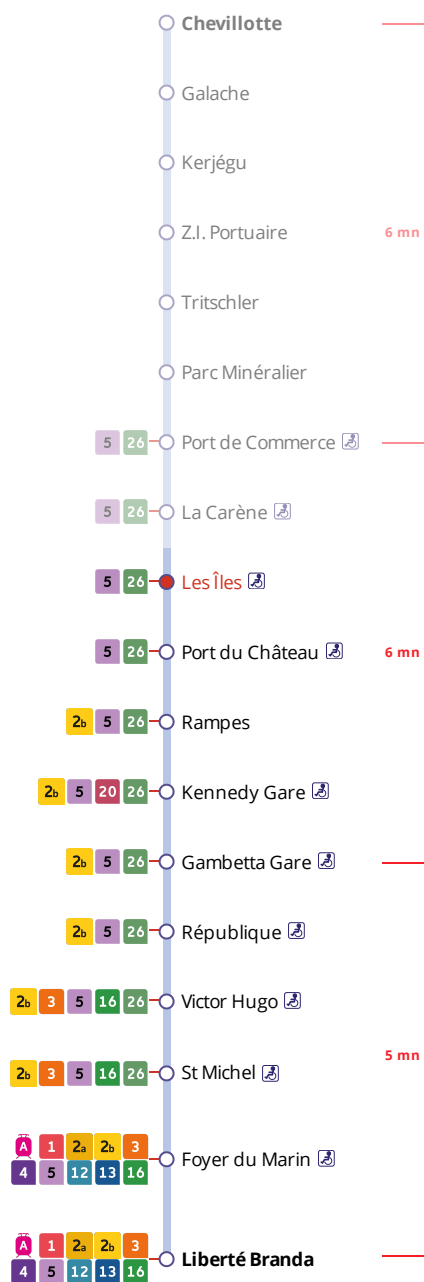 Chevillotte
Galache
Kerjégu
Z.I. Portuaire 6 mn
Tritschler
Parc Minéralier
5 26 Port de Commerce
5 26 La Carène
5 26 Les Îles
5 26 Port du Château 6 mn
2b 5 26 Rampes
2b 5 20 26 Kennedy Gare
2b 5 26 Gambetta Gare
2b 5 26 République
2b 3 5 16 26 Victor Hugo
5 mn
2b 3 5 16 26 St Michel
A 1 2a 2b 3
Foyer du Marin
4 5 12 13 16
A 1 2a 2b 3
Liberté Branda
4 5 12 13 16